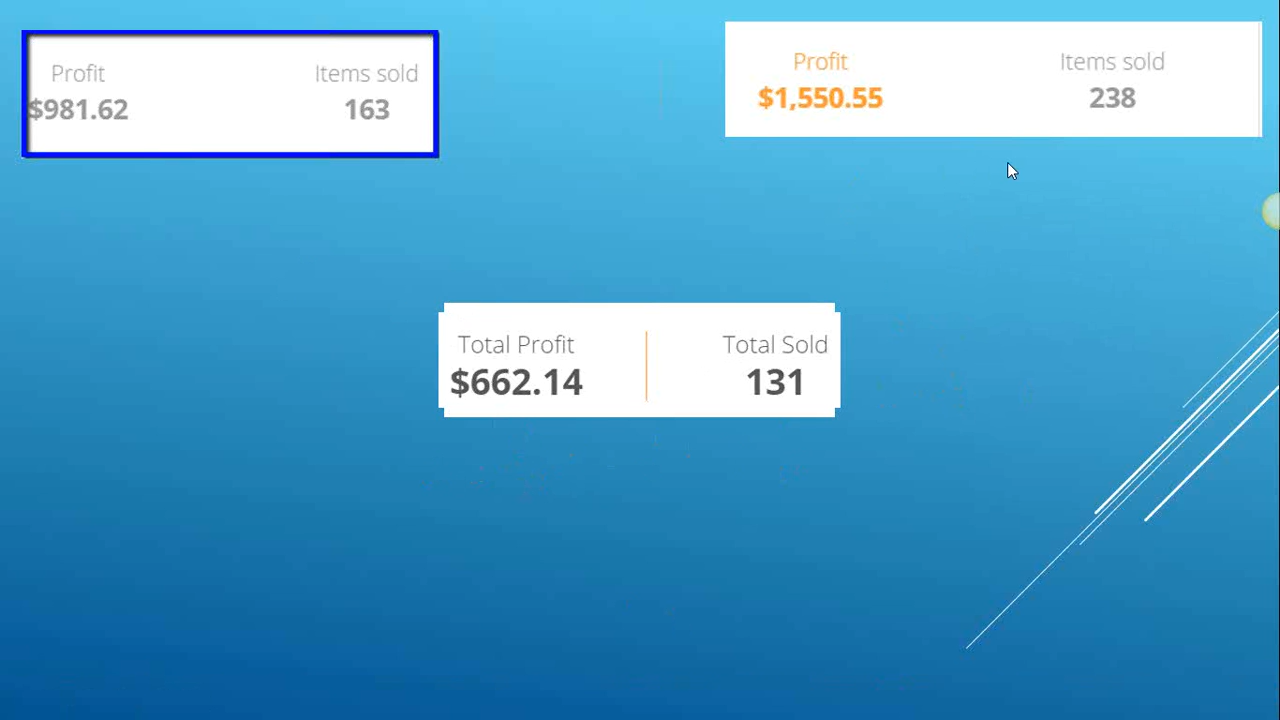 Profit Items sold
$981.62 163
Profit Items sold
$1,550.55 238
Total Profit Total Sold
$662.14 131